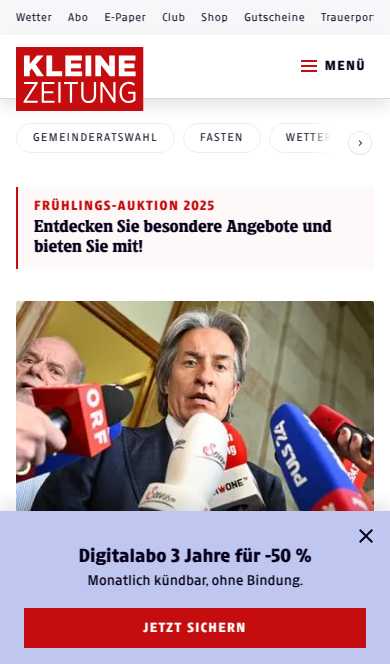 Wetter Abo E-Paper Club Shop Gutscheine Trauerpor
KLEINE
ZEITUNG
MENÜ
GEMEINDERATSWAHL FASTEN WETTER
FRÜHLINGS-AUKTION 2025
Entdecken Sie besondere Angebote und
bieten Sie mit!
ORF
PULS 24
Digitalabo 3 Jahre für -50 %
Monatlich kündbar, ohne Bindung.
JETZT SICHERN